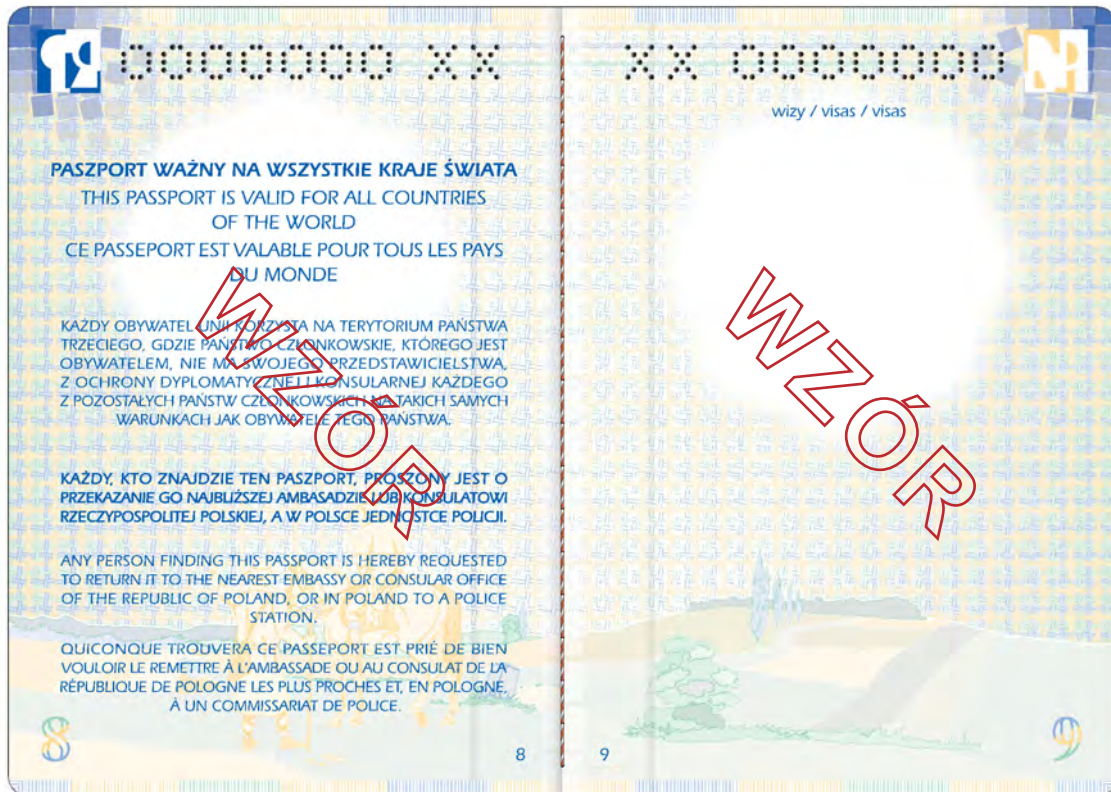 0000000 XX
PASZPORT WAŻNY NA WSZYSTKIE KRAJE ŚWIATA
THIS PASSPORT IS VALID FOR ALL COUNTRIES
OF THE WORLD
CE PASSEPORT EST VALABLE POUR TOUS LES PAYS
DU MONDE
KAŻDY OBYWATEL UNII KORZYSTA NA TERYTORIUM PAŃSTWA
TRZECIEGO, GDZIE PAŃSTWO CZŁONKOWSKIE, KTÓREGO JEST
OBYWATELEM, NIE MA SWOJEGO PRZEDSTAWICIELSTWA,
Z OCHRONY DYPLOMATYCZNEJ I KONSULARNEJ KAŻDEGO
Z POZOSTAŁYCH PAŃSTW CZŁONKOWSKICH NA TAKICH SAMYCH
WARUNKACH JAK OBYWATELE TEGO PAŃSTWA.
KAŻDY, KTO ZNAJDZIE TEN PASZPORT, PROSZONY JEST O
PRZEKAZANIE GO NAJBLIŻSZEJ AMBASADZIE LUB KONSULATOWI
RZECZYPOSPOLITEJ POLSKIEJ, A W POLSCE JEDNOSTCE POLICJI.
ANY PERSON FINDING THIS PASSPORT IS HEREBY REQUESTED
TO RETURN IT TO THE NEAREST EMBASSY OR CONSULAR OFFICE
OF THE REPUBLIC OF POLAND, OR IN POLAND TO A POLICE
STATION.
QUICONQUE TROUVERA CE PASSEPORT EST PRIÉ DE BIEN
VOULOIR LE REMETTRE À L'AMBASSADE OU AU CONSULAT DE LA
RÉPUBLIQUE DE POLOGNE LES PLUS PROCHES ET, EN POLOGNE,
À UN COMMISSARIAT DE POLICE.
WZÓR
8
8
XX 0000000
wizy / visas / visas
WZÓR
9
9